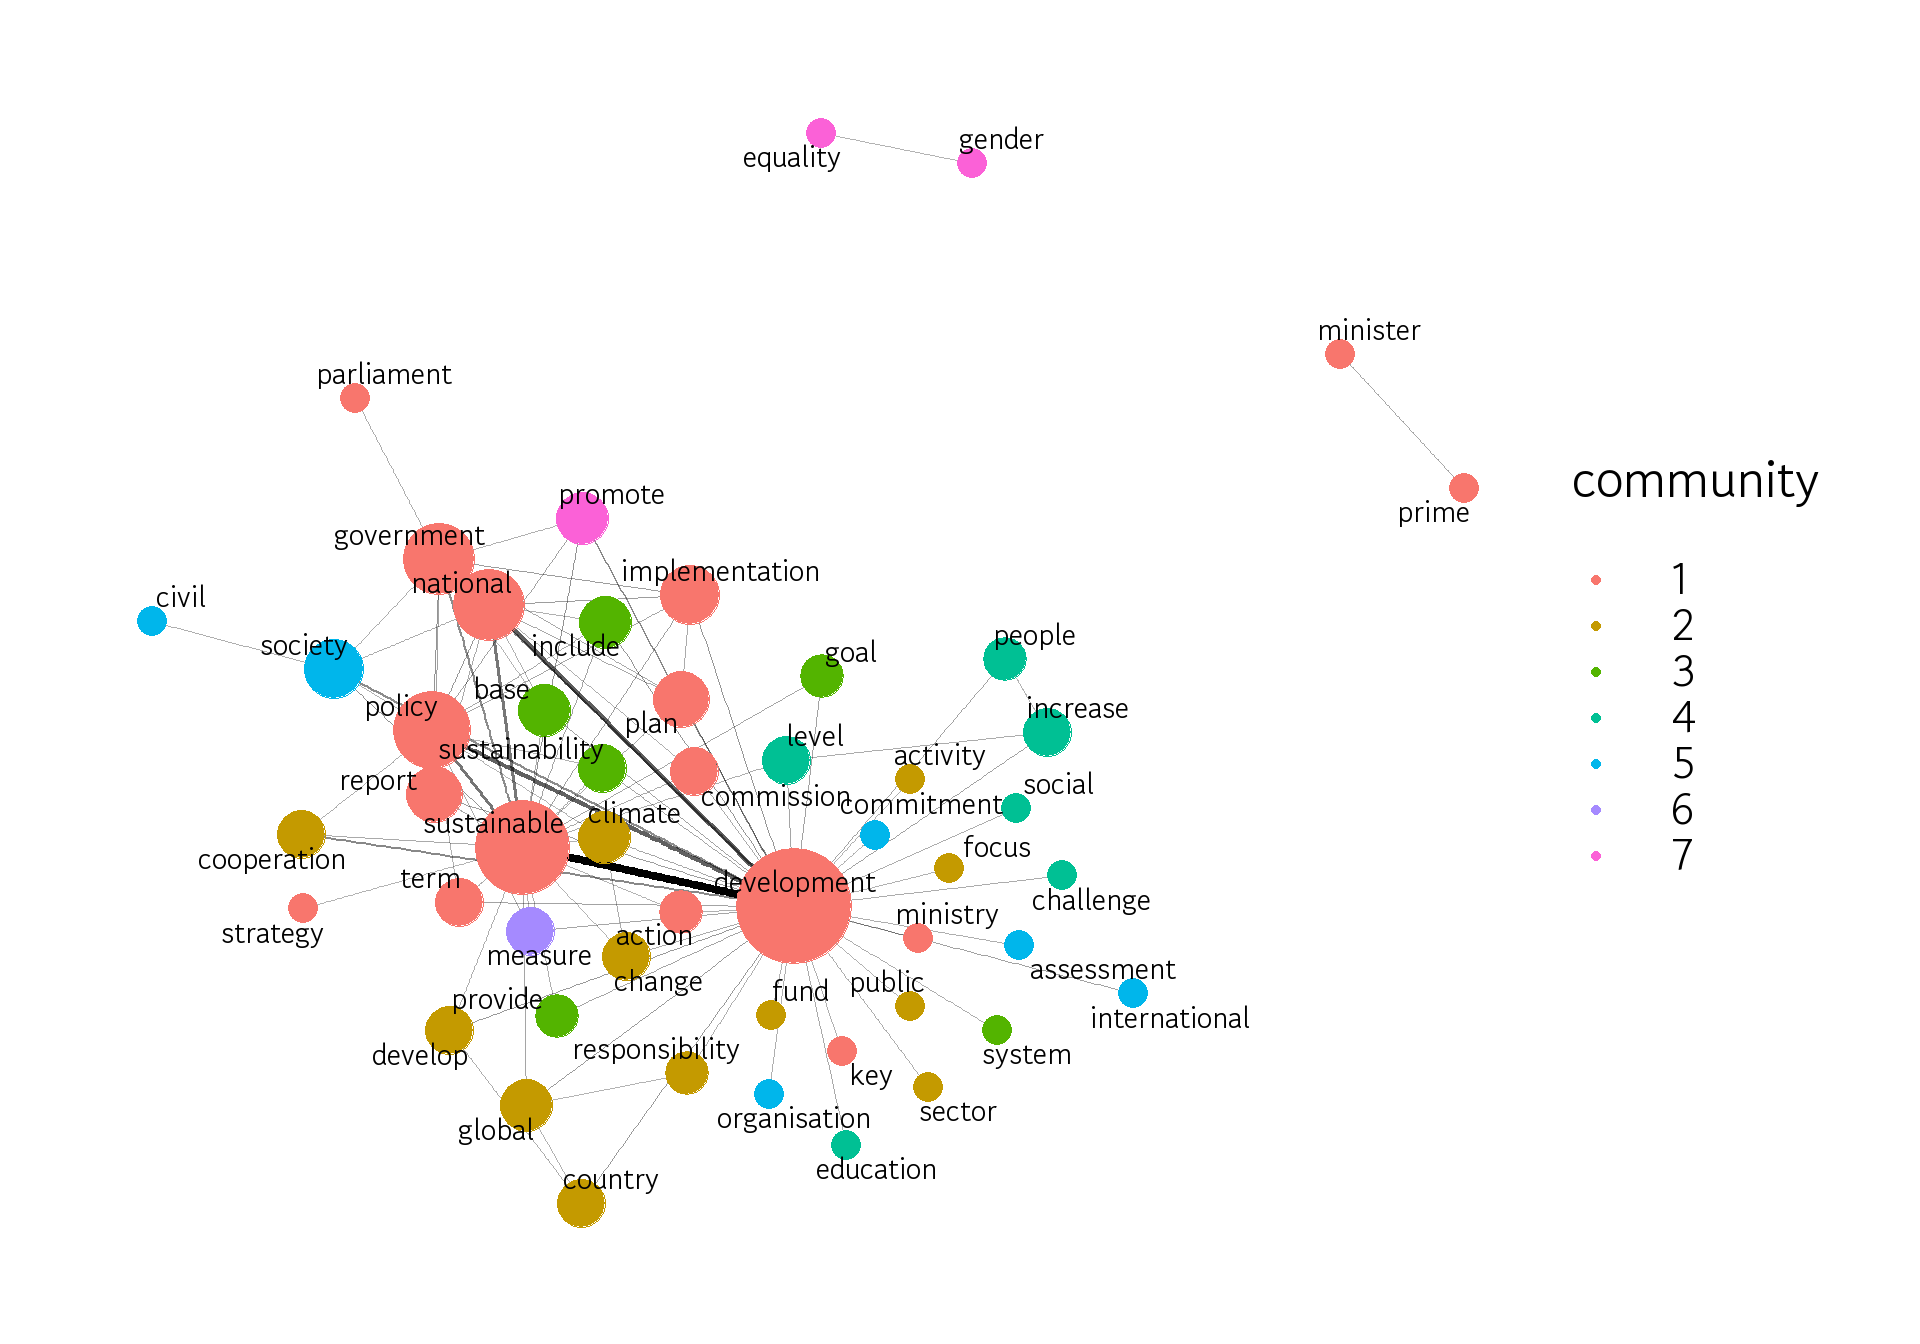 equality
gender
minister
parliament
community
promote
prime
government
implementation
national
1
civil
2
society
include
people
goal
3
base
policy
plan
increase
4
level
sustainability
activity
5
report
social
commission
commitment
climate
6
sustainable
focus
7
cooperation
term
development
challenge
strategy
action
ministry
measure
assessment
change
public
fund
provide
international
develop
responsibility
system
key
organisation
sector
global
education
country